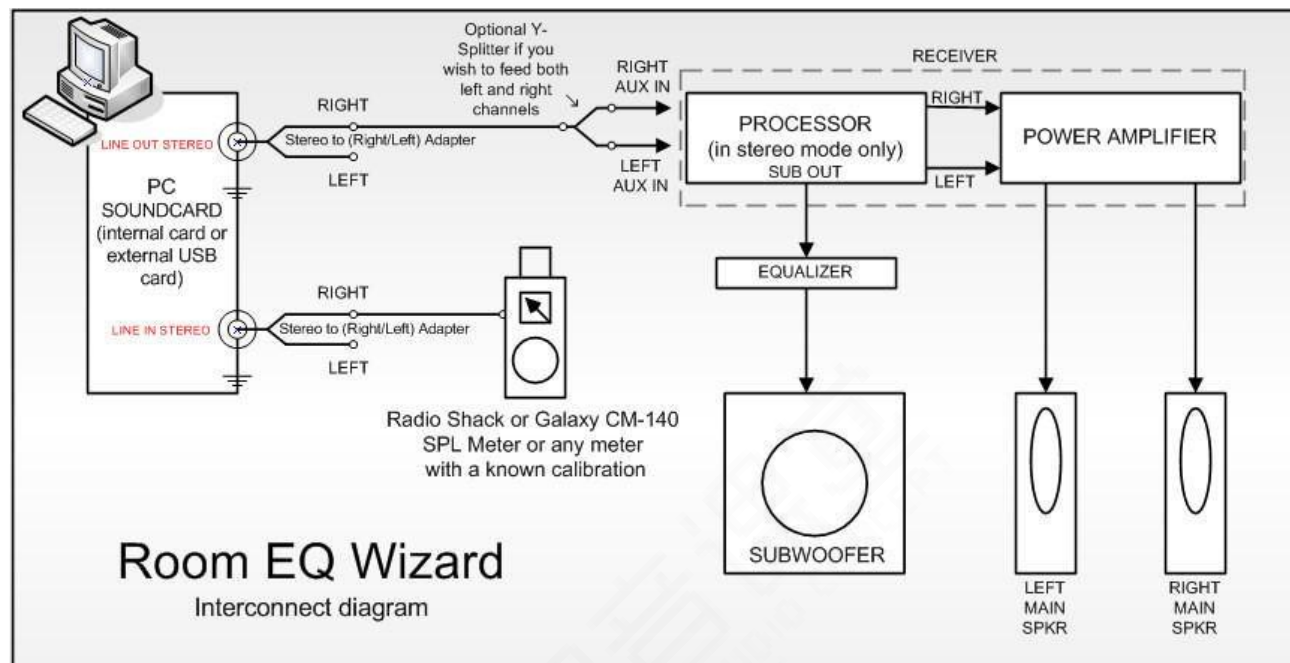 Optional Y-
Splitter if you
wish to feed both
left and right
channels
RIGHT
AUX IN
LEFT
AUX IN
RECEIVER
RIGHT
LEFT
PROCESSOR
(in stereo mode only)
SUB OUT
POWER AMPLIFIER
LINE OUT STEREO
RIGHT
Stereo to (Right/Left) Adapter
LEFT
PC
SOUNDCARD
(internal card or
external USB
card)
LINE IN STEREO
RIGHT
Stereo to (Right/Left) Adapter
LEFT
EQUALIZER
Radio Shack or Galaxy CM-140
SPL Meter or any meter
with a known calibration
SUBWOOFER
LEFT
MAIN
SPKR
RIGHT
MAIN
SPKR
Room EQ Wizard
Interconnect diagram